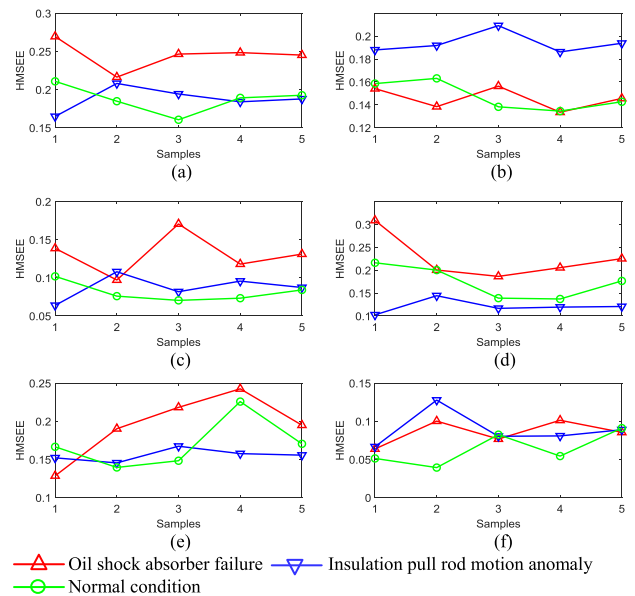 0.3
0.25
0.2
0.15
HMSEE
1 2 3 4 5
Samples
(a)
0.2
0.18
0.16
0.14
0.12
HMSEE
1 2 3 4 5
Samples
(b)
0.2
0.15
0.1
0.05
HMSEE
1 2 3 4 5
Samples
(c)
0.3
0.25
0.2
0.15
0.1
HMSEE
1 2 3 4 5
Samples
(d)
0.25
0.2
0.15
0.1
HMSEE
1 2 3 4 5
Samples
(e)
0.15
0.1
0.05
0
HMSEE
1 2 3 4 5
Samples
(f)
Oil shock absorber failure Insulation pull rod motion anomaly
Normal condition